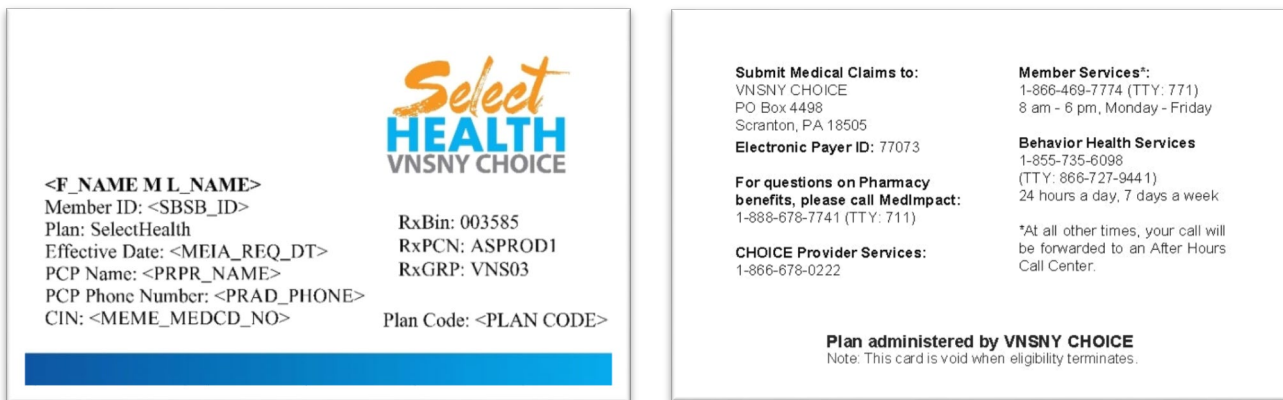 Select
HEALTH
VNSNY CHOICE
<F_NAME M L_NAME>
Member ID: <SBSB_ID>
Plan: SelectHealth
Effective Date: <MEIA_REQ_DT>
PCP Name: <PRPR_NAME>
PCP Phone Number: <PRAD_PHONE>
CIN: <MEME_MEDCD_NO>
RxBin: 003585
RxPCN: ASPROD1
RxGRP: VNS03
Plan Code: <PLAN CODE>
Submit Medical Claims to:
VNSNY CHOICE
PO Box 4498
Scranton, PA 18505
Electronic Payer ID: 77073
For questions on Pharmacy
benefits, please call MedImpact:
1-888-678-7741 (TTY: 711)
CHOICE Provider Services:
1-866-678-0222
Member Services*:
1-866-469-7774 (TTY: 771)
8 am - 6 pm, Monday - Friday
Behavior Health Services
1-855-735-6098
(TTY: 866-727-9441)
24 hours a day, 7 days a week
*At all other times, your call will
be forwarded to an After Hours
Call Center.
Plan administered by VNSNY CHOICE
Note: This card is void when eligibility terminates.